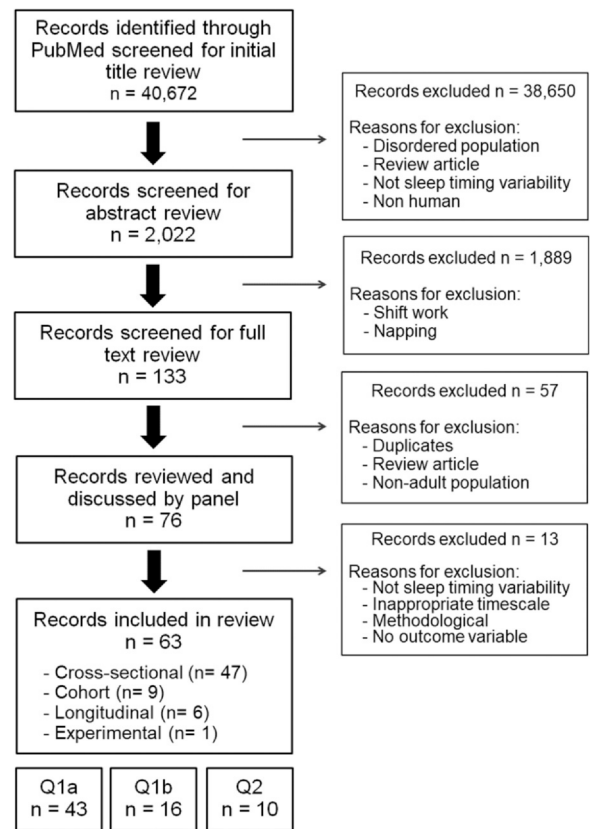 Records identified through
PubMed screened for initial
title review
n = 40,672
Records excluded n = 38,650
Reasons for exclusion:
- Disordered population
- Review article
- Not sleep timing variability
- Non human
Records screened for
abstract review
n = 2,022
Records excluded n = 1,889
Reasons for exclusion:
- Shift work
- Napping
Records screened for full
text review
n = 133
Records excluded n = 57
Reasons for exclusion:
- Duplicates
- Review article
- Non-adult population
Records reviewed and
discussed by panel
n = 76
Records excluded n = 13
Reasons for exclusion:
- Not sleep timing variability
- Inappropriate timescale
- Methodological
- No outcome variable
Records included in review
n = 63
- Cross-sectional (n= 47)
- Cohort (n= 9)
- Longitudinal (n= 6)
- Experimental (n= 1)
Q1a
n = 43
Q1b
n = 16
Q2
n = 10